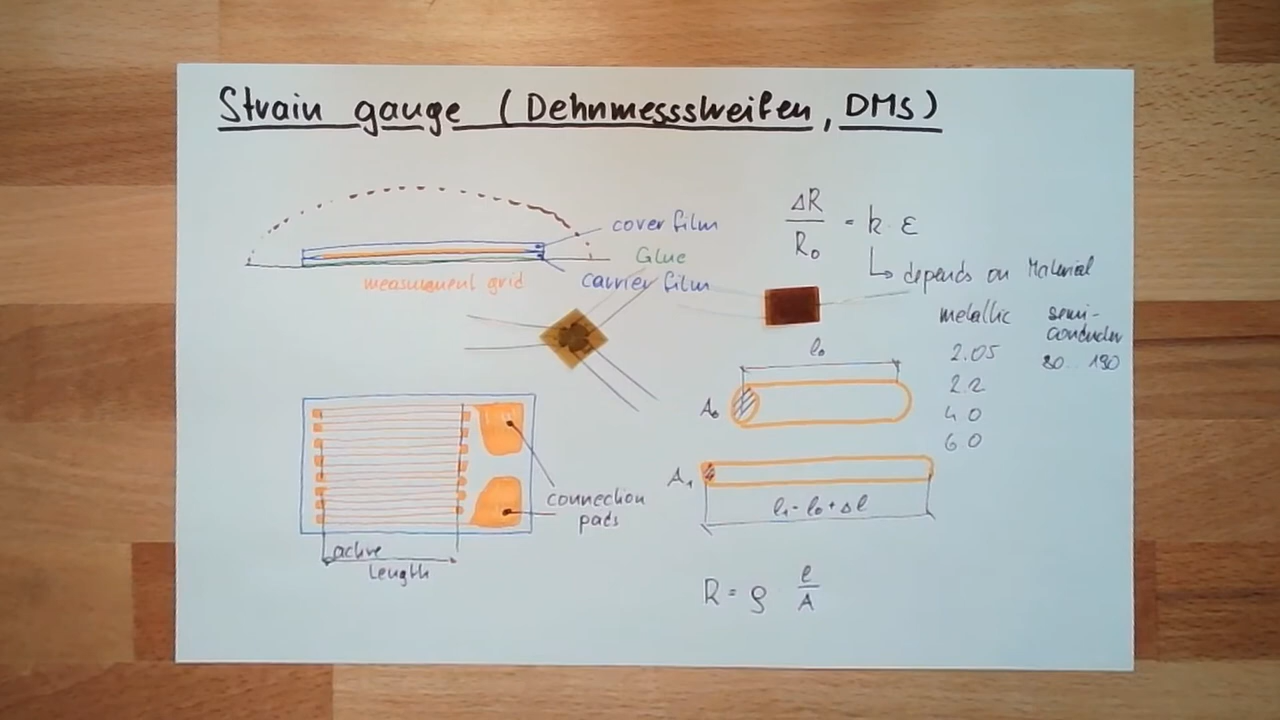 Strain gauge (Dehnmessstreifen, DMS)
cover film
Glue
measurement grid
carrier film
ΔR / R₀ = k · ε
depends on Material
metallic
semi-
conductor
2.05
2.2
4.0
6.0
80...190
l₀
A₀
A₁
l₁ = l₀ + Δl
connection
pads
active
length
R = ρ l / A